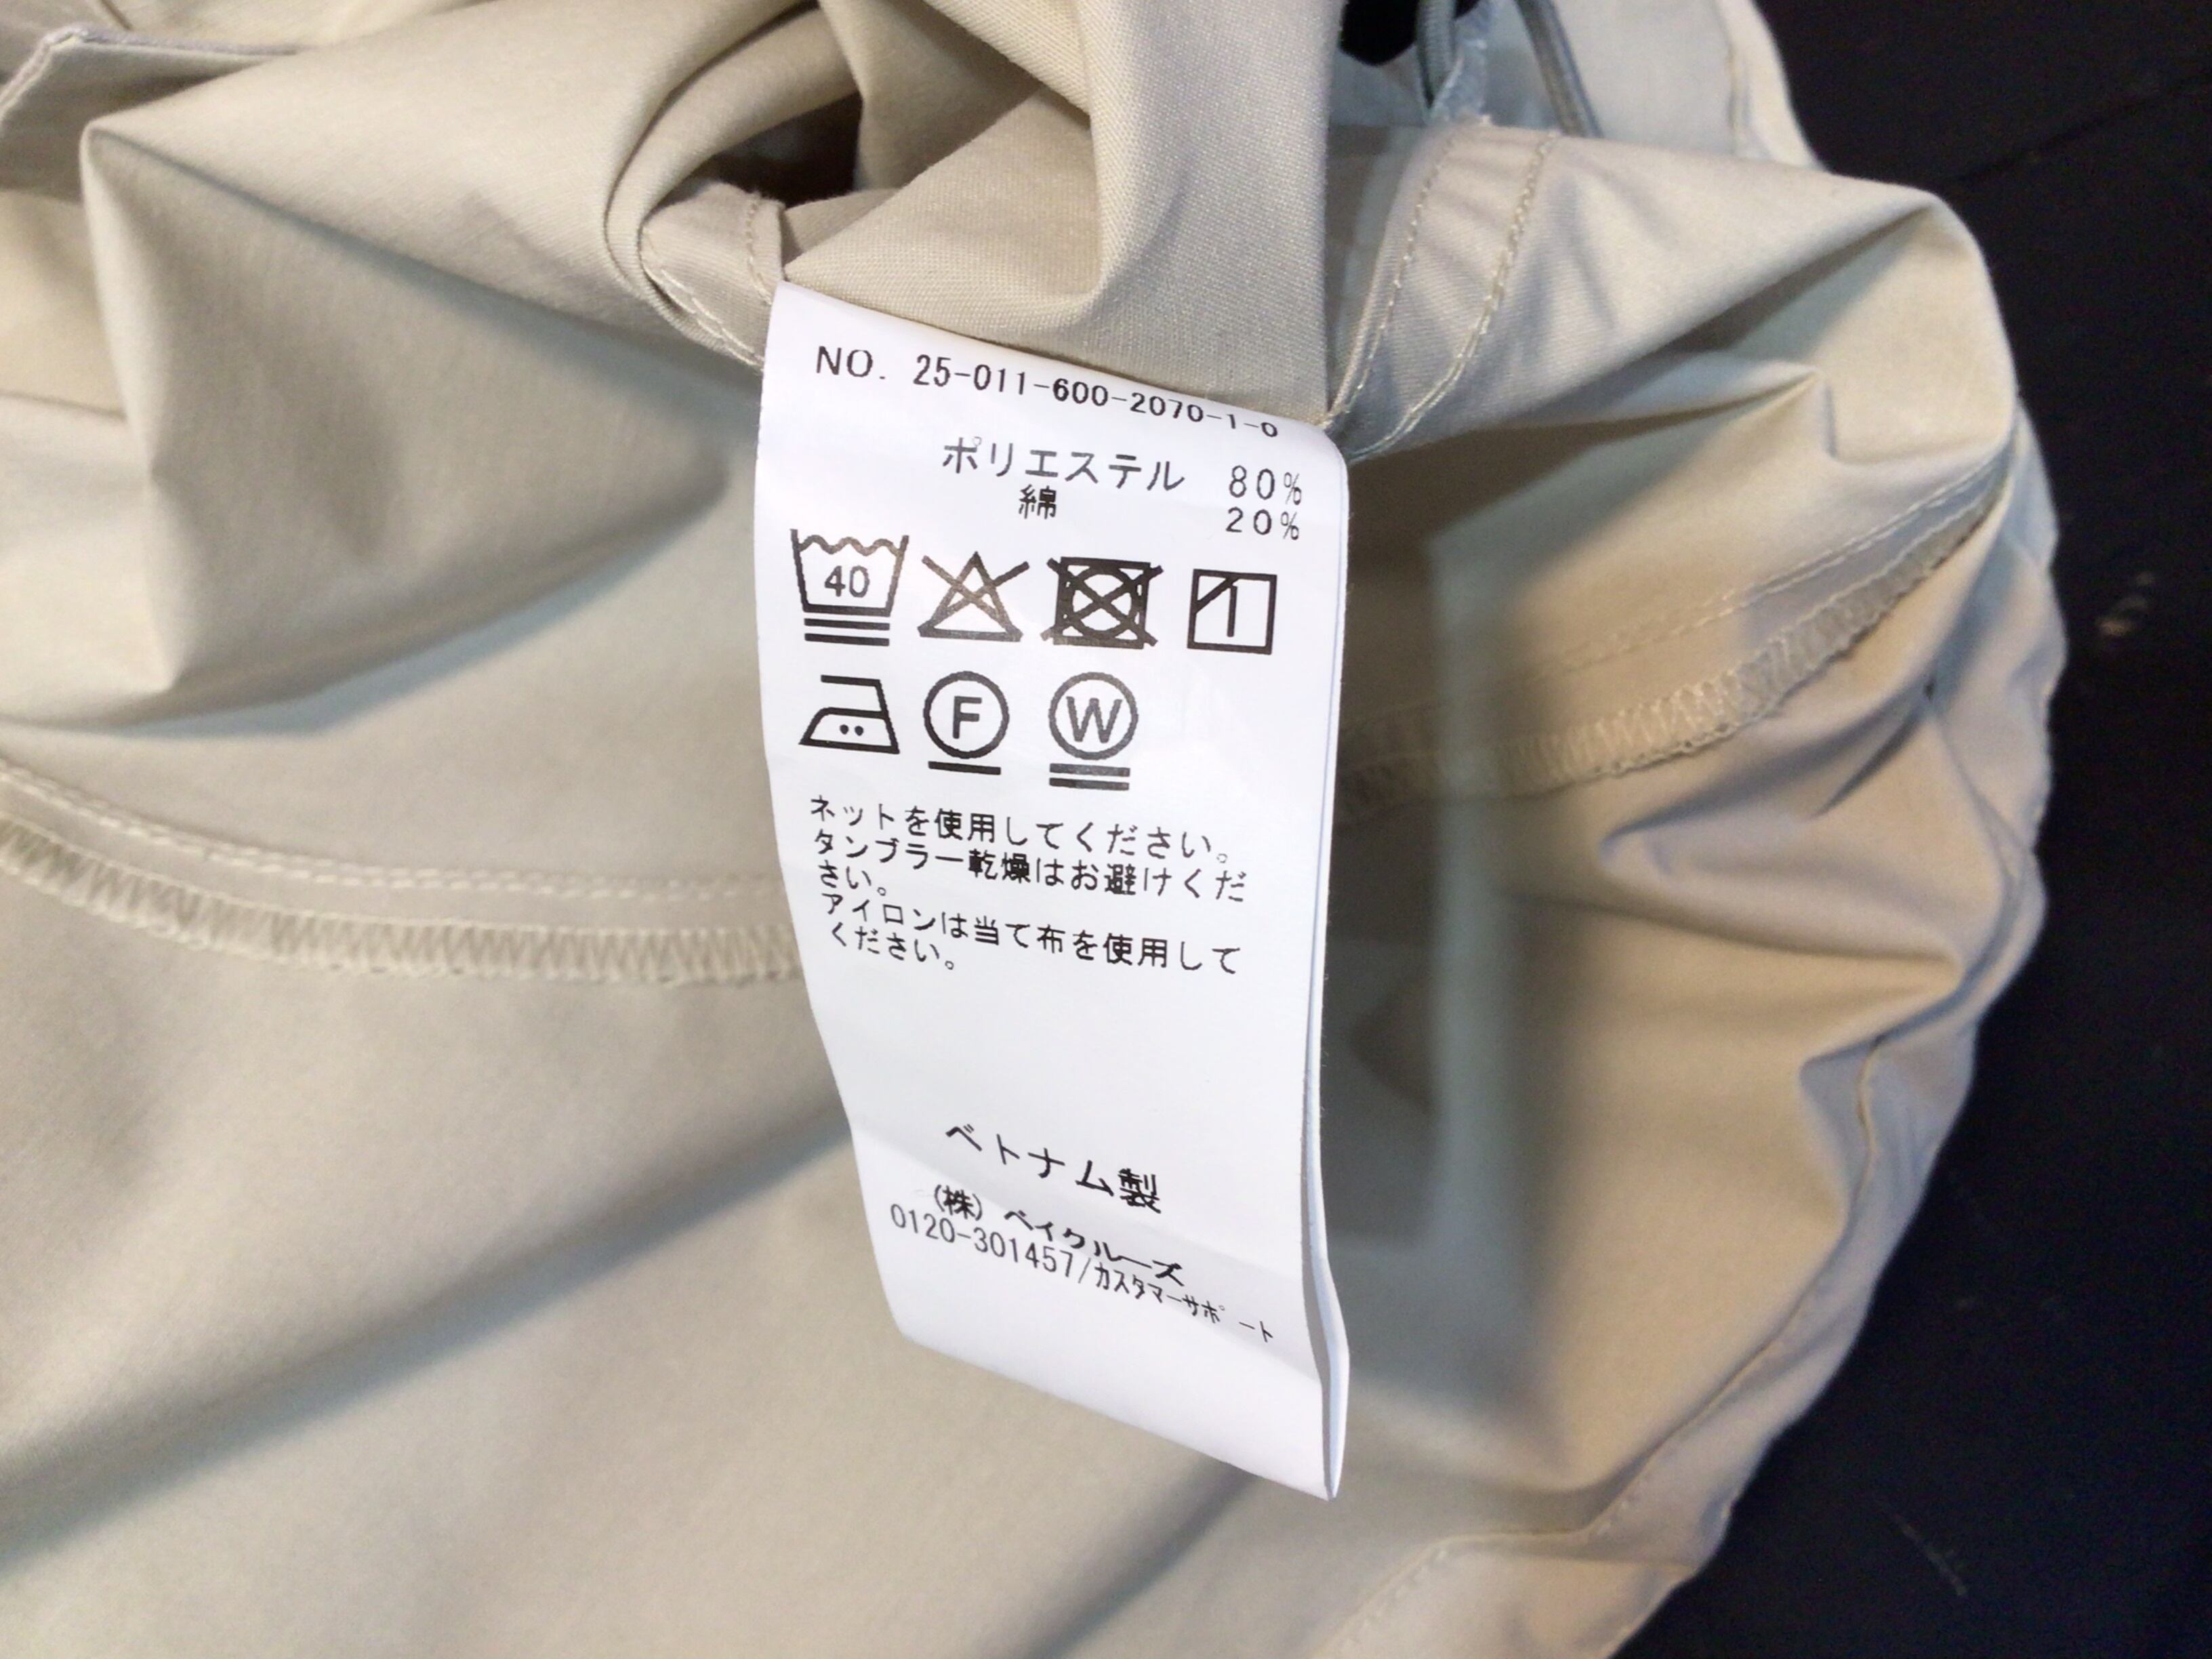 NO. 25-011-600-2070-1-0
ポリエステル 80%
綿 20%
40
F W
ネットを使用してください。
タンブラー乾燥はお避けくだ
さい。
アイロンは当て布を使用して
ください。
ベトナム製
(株) ベイクルーズ
0120-301457/カスタマーサポート